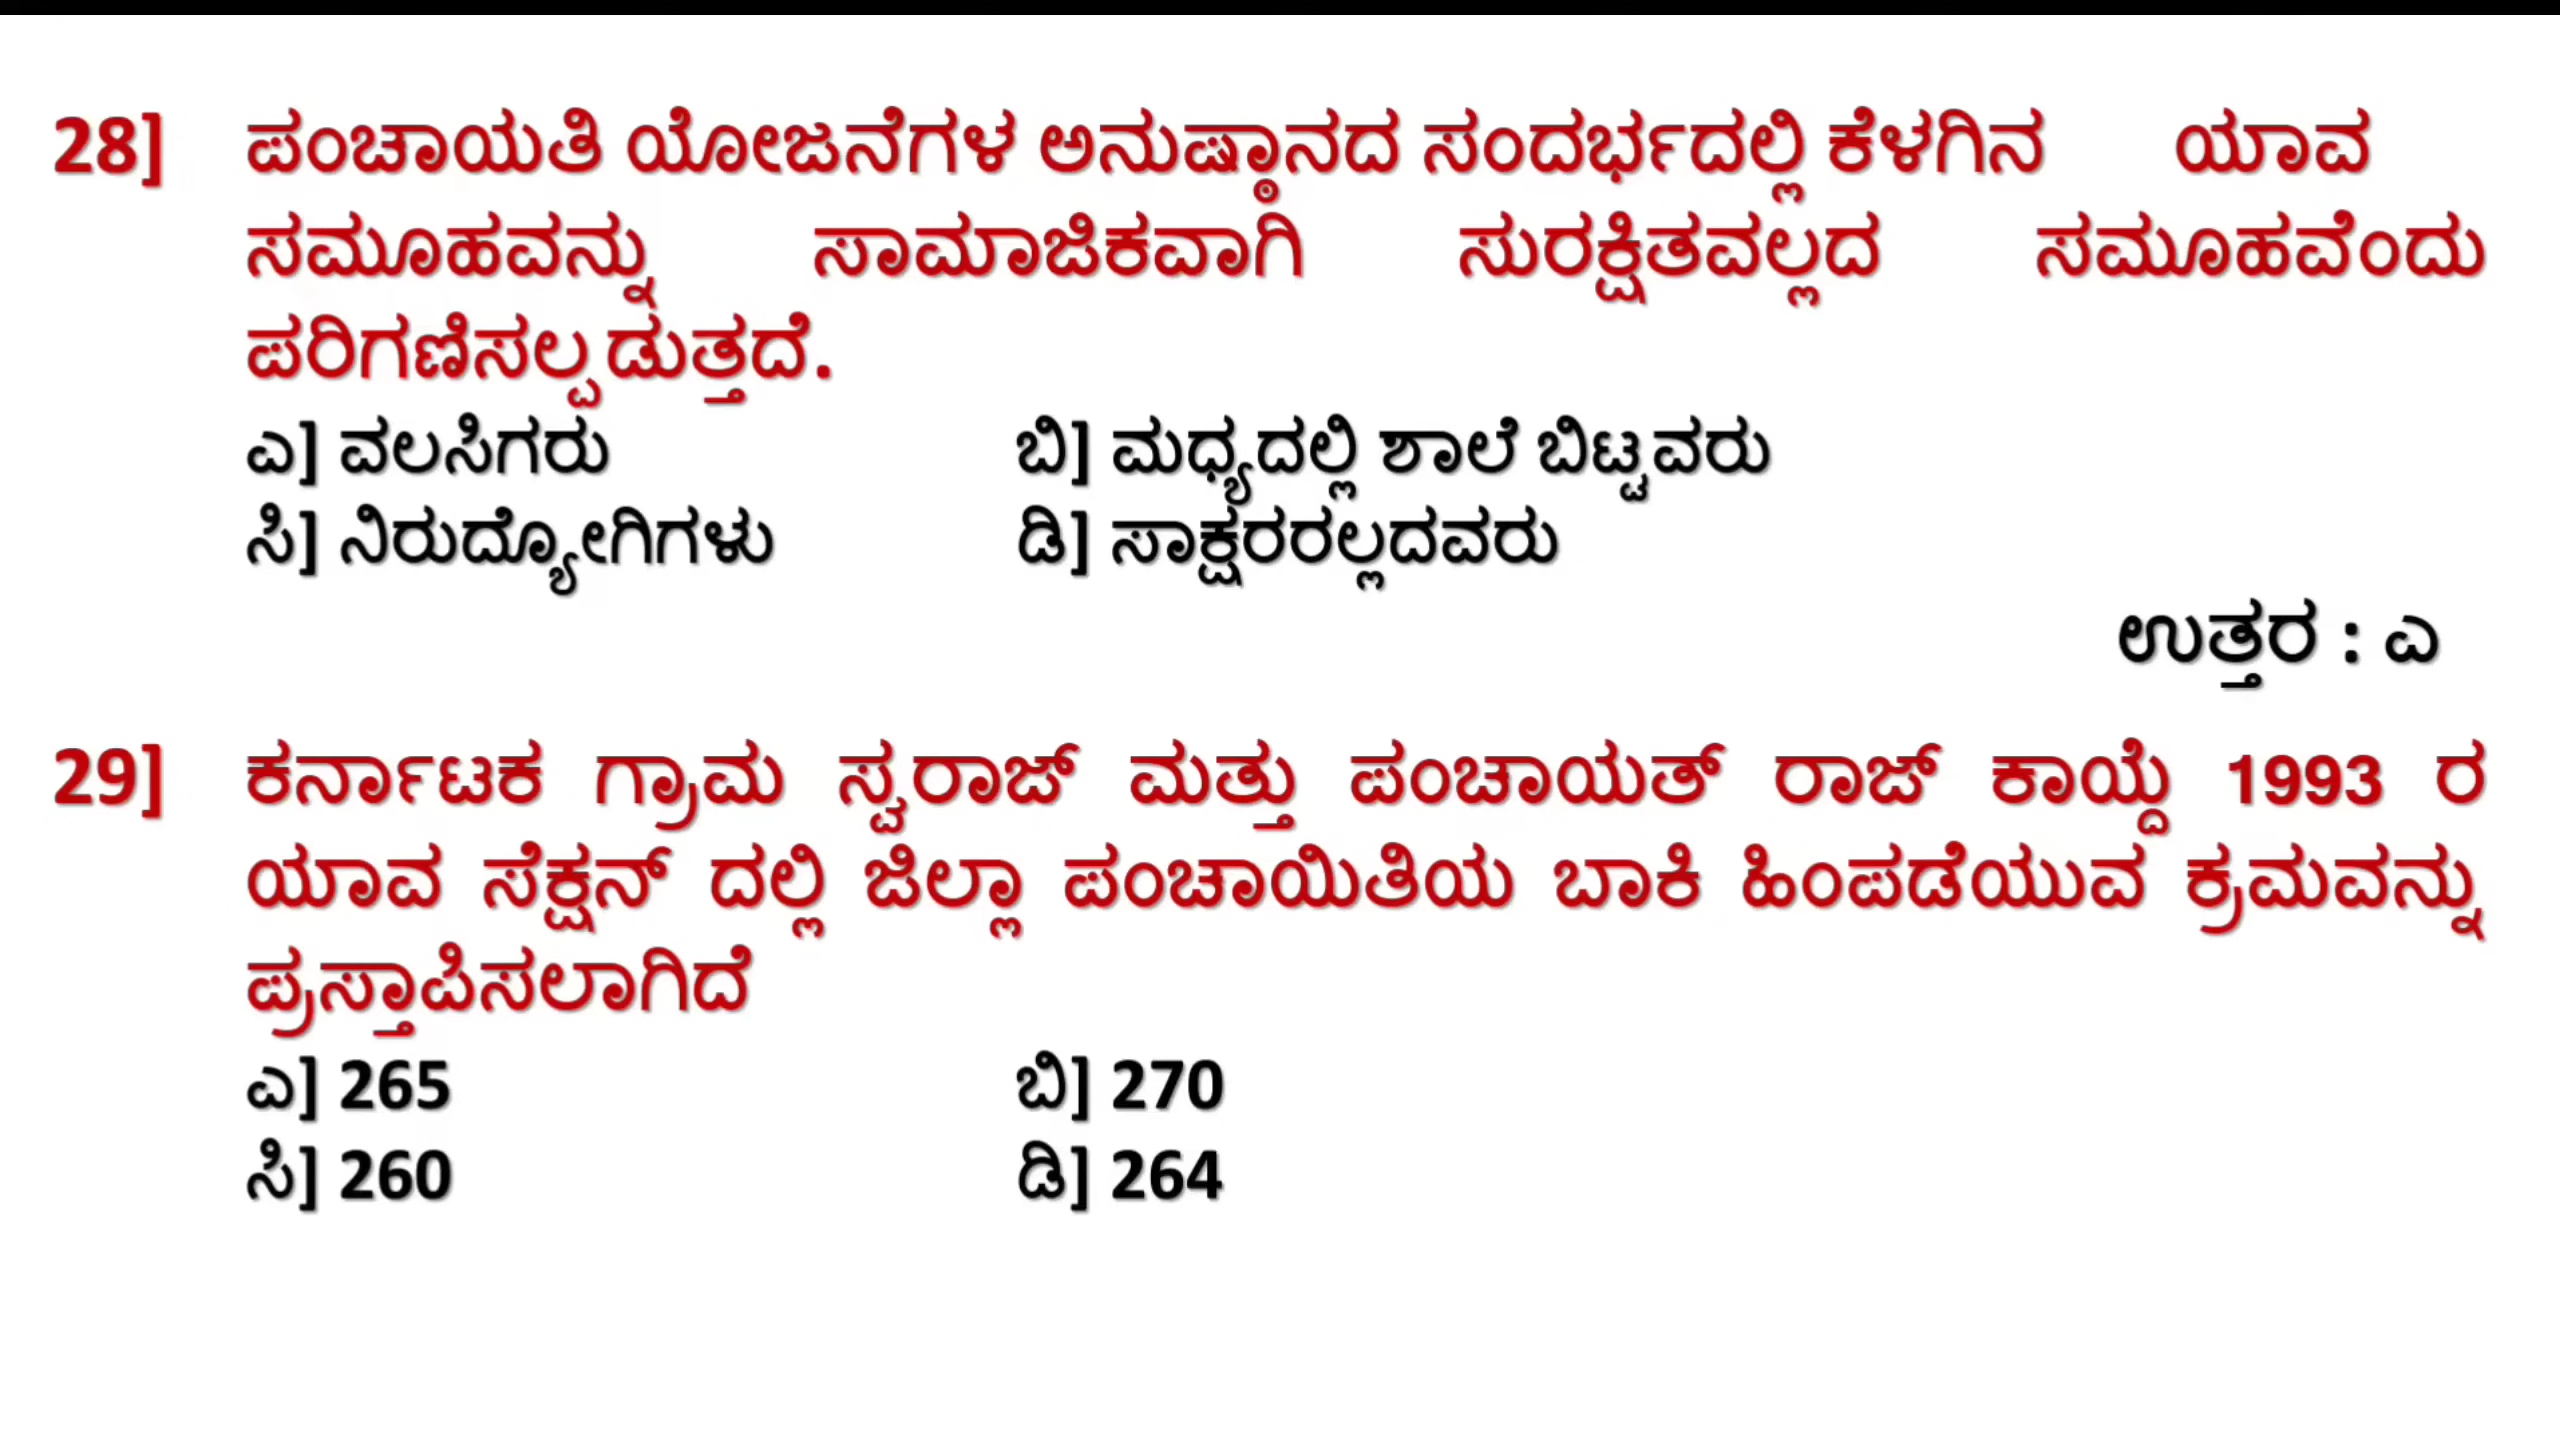 28] ಪಂಚಾಯತಿ ಯೋಜನೆಗಳ ಅನುಷ್ಠಾನದ ಸಂದರ್ಭದಲ್ಲಿ ಕೆಳಗಿನ ಯಾವ
ಸಮೂಹವನ್ನು ಸಾಮಾಜಿಕವಾಗಿ ಸುರಕ್ಷಿತವಲ್ಲದ ಸಮೂಹವೆಂದು
ಪರಿಗಣಿಸಲ್ಪಡುತ್ತದೆ.
ಎ] ವಲಸಿಗರು ಬಿ] ಮಧ್ಯದಲ್ಲಿ ಶಾಲೆ ಬಿಟ್ಟವರು
ಸಿ] ನಿರುದ್ಯೋಗಿಗಳು ಡಿ] ಸಾಕ್ಷರರಲ್ಲದವರು
ಉತ್ತರ : ಎ
29] ಕರ್ನಾಟಕ ಗ್ರಾಮ ಸ್ವರಾಜ್ ಮತ್ತು ಪಂಚಾಯತ್ ರಾಜ್ ಕಾಯ್ದೆ 1993 ರ
ಯಾವ ಸೆಕ್ಷನ್ ದಲ್ಲಿ ಜಿಲ್ಲಾ ಪಂಚಾಯಿತಿಯ ಬಾಕಿ ಹಿಂಪಡೆಯುವ ಕ್ರಮವನ್ನು
ಪ್ರಸ್ತಾಪಿಸಲಾಗಿದೆ
ಎ] 265 ಬಿ] 270
ಸಿ] 260 ಡಿ] 264